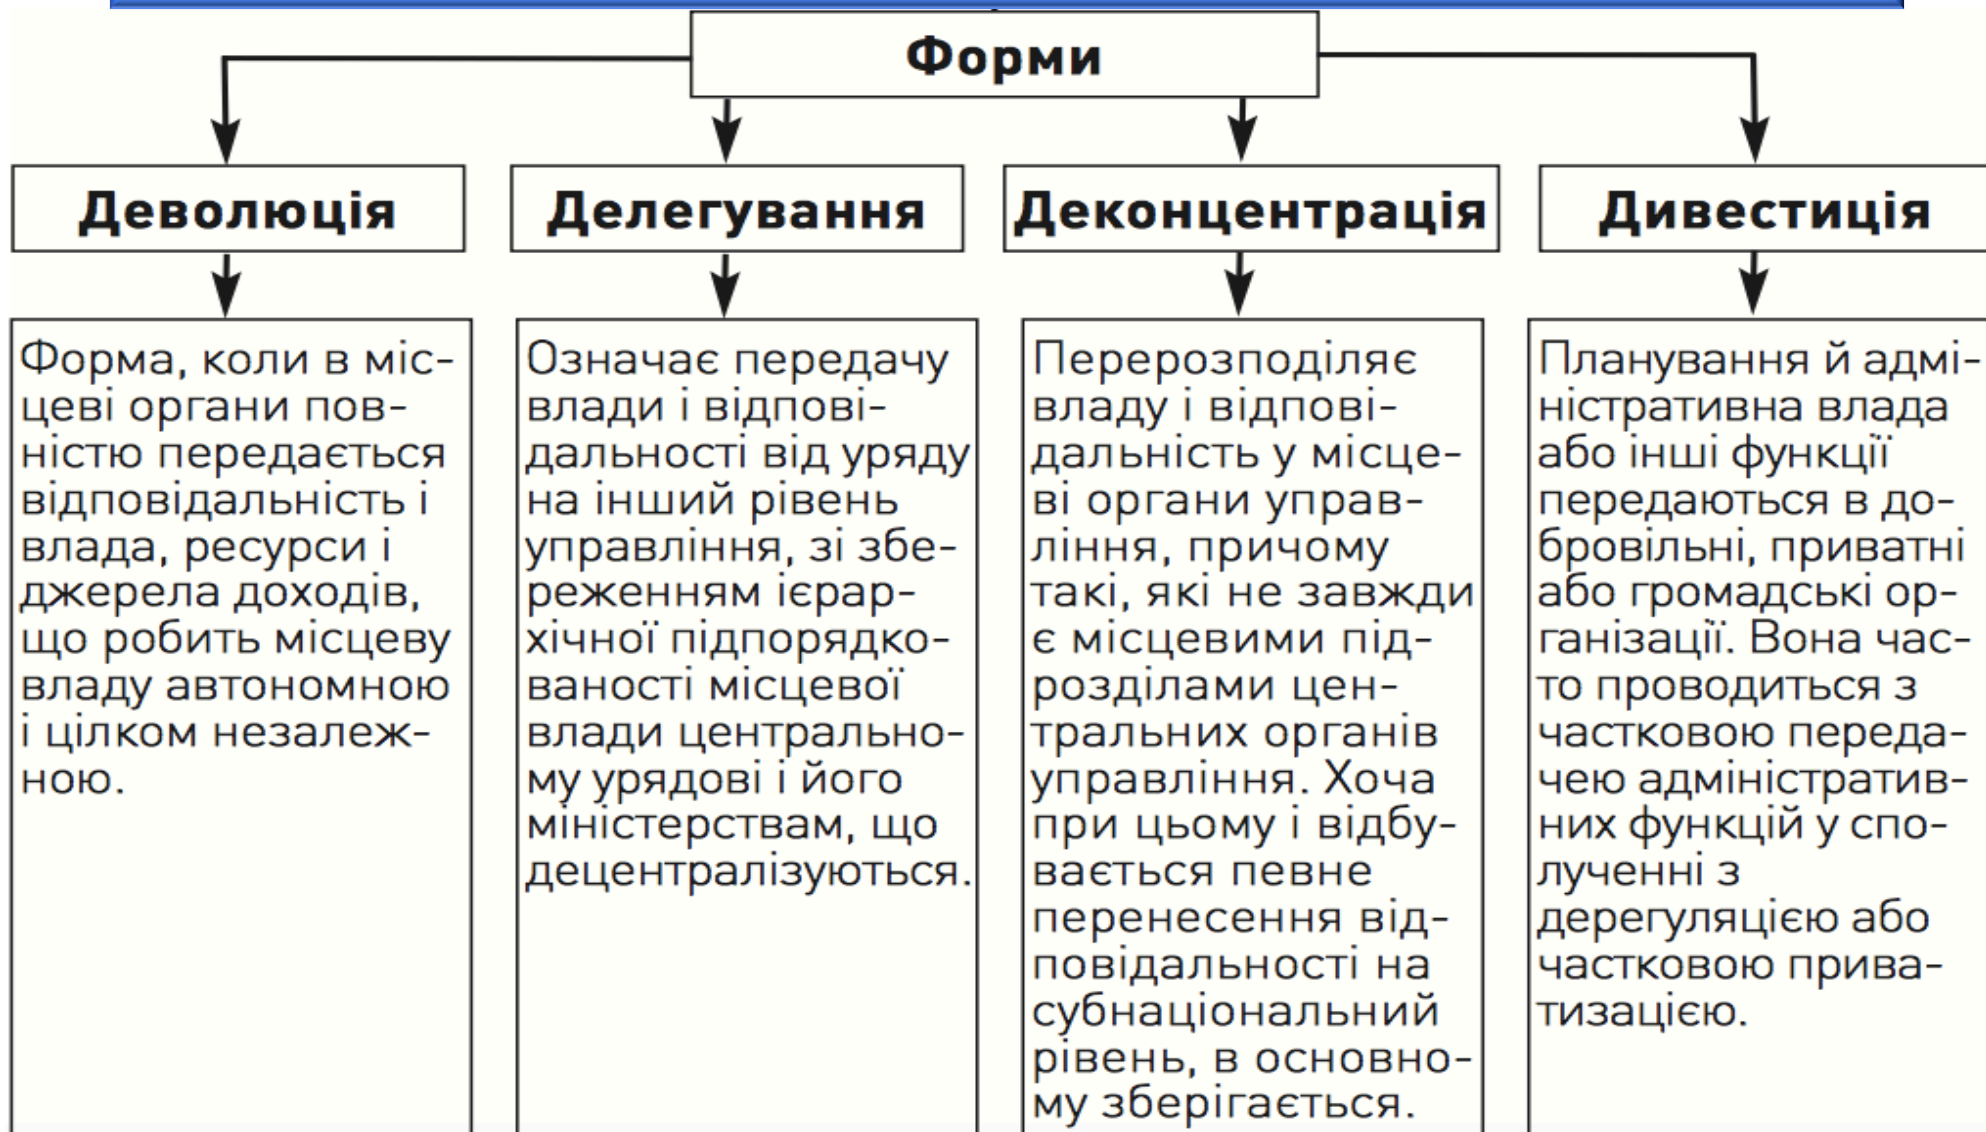 Форми
Деволюція
Делегування
Деконцентрація
Дивестиція
Форма, коли в міс-
цеві органи пов-
ністю передається
відповідальність і
влада, ресурси і
джерела доходів,
що робить місцеву
владу автономною
і цілком незалеж-
ною.
Означає передачу
влади і відпові-
дальності від уряду
на інший рівень
управління, зі збе-
реженням ієрар-
хічної підпорядко-
ваності місцевої
влади центрально-
му урядові і його
міністерствам, що
децентралізуються.
Перерозподіляє
владу і відпові-
дальність у місце-
ві органи управ-
ління, причому
такі, які не завжди
є місцевими під-
розділами цен-
тральних органів
управління. Хоча
при цьому і відбу-
вається певне
перенесення від-
повідальності на
субнаціональний
рівень, в основно-
му зберігається.
Планування й адмі-
ністративна влада
або інші функції
передаються в до-
бровільні, приватні
або громадські ор-
ганізації. Вона час-
то проводиться з
частковою переда-
чею адміністратив-
них функцій у спо-
лученні з
дерегуляцією або
частковою прива-
тизацією.